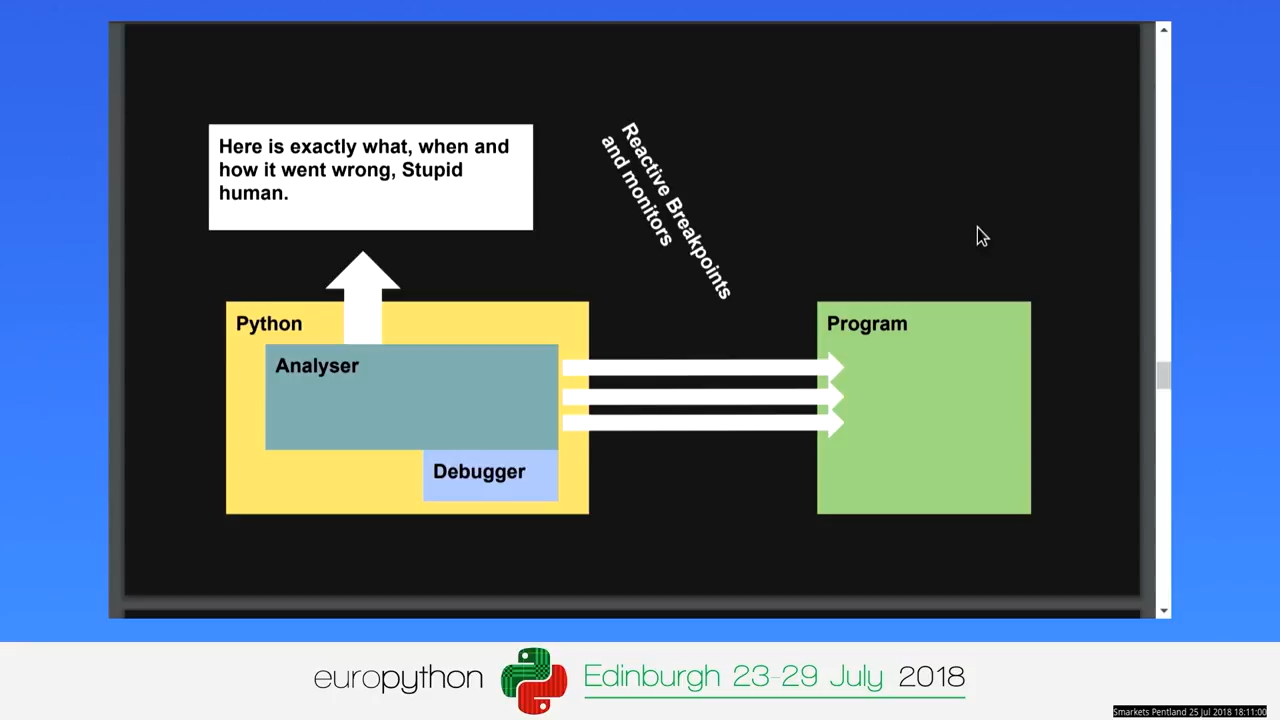 Here is exactly what, when and
how it went wrong, Stupid
human.
Reactive Breakpoints
and monitors
Python
Analyser
Debugger
Program
europython
Edinburgh 23-29 July 2018
Smarkets Pentland 25 Jul 2018 18:11:00